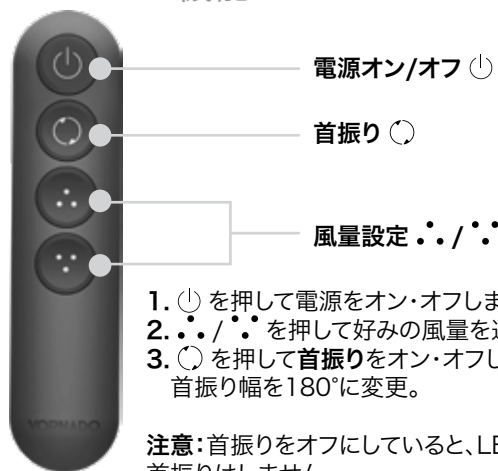 電源オン/オフ
首振り
風量設定 /
1. を押して電源をオン・オフしま
2. / を押して好みの風量を
3. を押して首振りをオン・オフし
首振り幅を180°に変更。
VORNADO
注意：首振りをオフにしていると、LE
首振りはしません